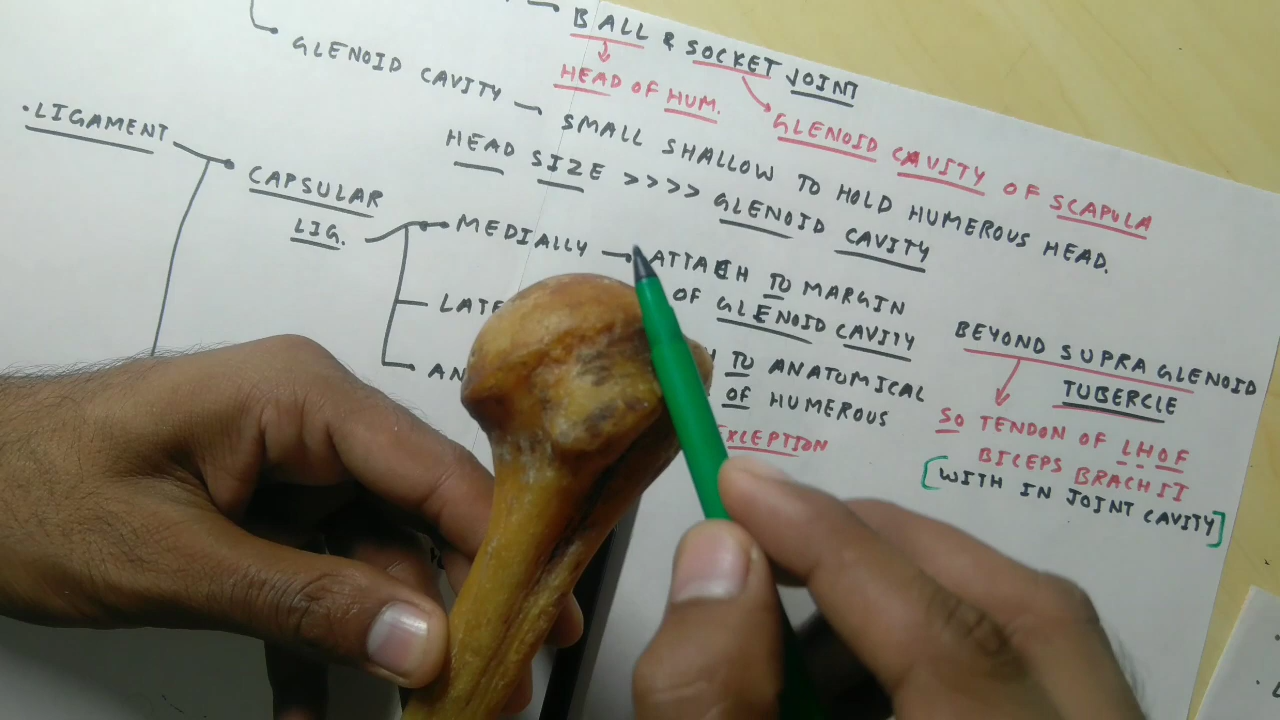 BALL & SOCKET JOINT
HEAD OF HUM.
GLENOID CAVITY OF SCAPULA
GLENOID CAVITY
SMALL SHALLOW TO HOLD HUMEROUS HEAD.
HEAD SIZE >>>> GLENOID CAVITY
.LIGAMENT
CAPSULAR
LIG.
MEDIALLY
ATTACH TO MARGIN
OF GLENOID CAVITY
TO ANATOMICAL
OF HUMEROUS
EXCEPTION
BEYOND SUPRA GLENOID
TUBERCLE
SO TENDON OF LHOF
BICEPS BRACHII
[WITH IN JOINT CAVITY]